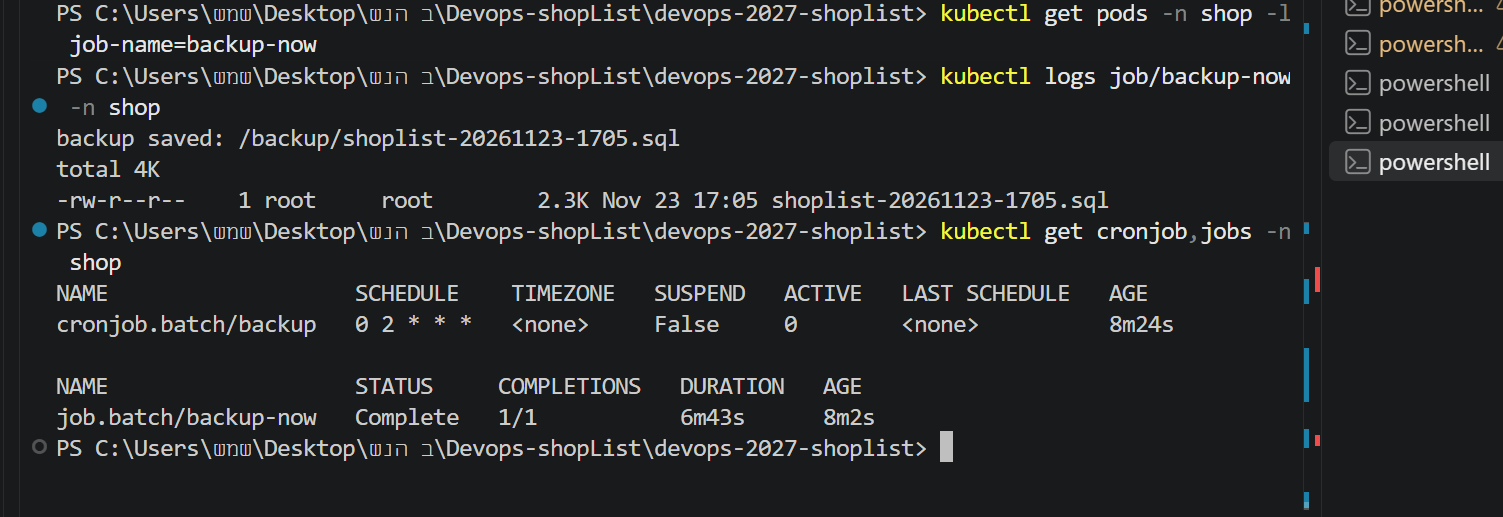 PS C:\Users\שמש\Desktop\שנה ב\Devops-shopList\devops-2027-shoplist> kubectl get pods -n shop -l
job-name=backup-now
PS C:\Users\שמש\Desktop\שנה ב\Devops-shopList\devops-2027-shoplist> kubectl logs job/backup-now
-n shop
backup saved: /backup/shoplist-20261123-1705.sql
total 4K
-rw-r--r--    1 root     root        2.3K Nov 23 17:05 shoplist-20261123-1705.sql
PS C:\Users\שמש\Desktop\שנה ב\Devops-shopList\devops-2027-shoplist> kubectl get cronjob,jobs -n
shop
NAME                   SCHEDULE    TIMEZONE   SUSPEND   ACTIVE   LAST SCHEDULE   AGE
cronjob.batch/backup   0 2 * * *   <none>     False     0        <none>          8m24s
NAME                   STATUS     COMPLETIONS   DURATION   AGE
job.batch/backup-now   Complete   1/1           6m43s      8m2s
PS C:\Users\שמש\Desktop\שנה ב\Devops-shopList\devops-2027-shoplist>
powersh...
powersh...
powershell
powershell
powershell